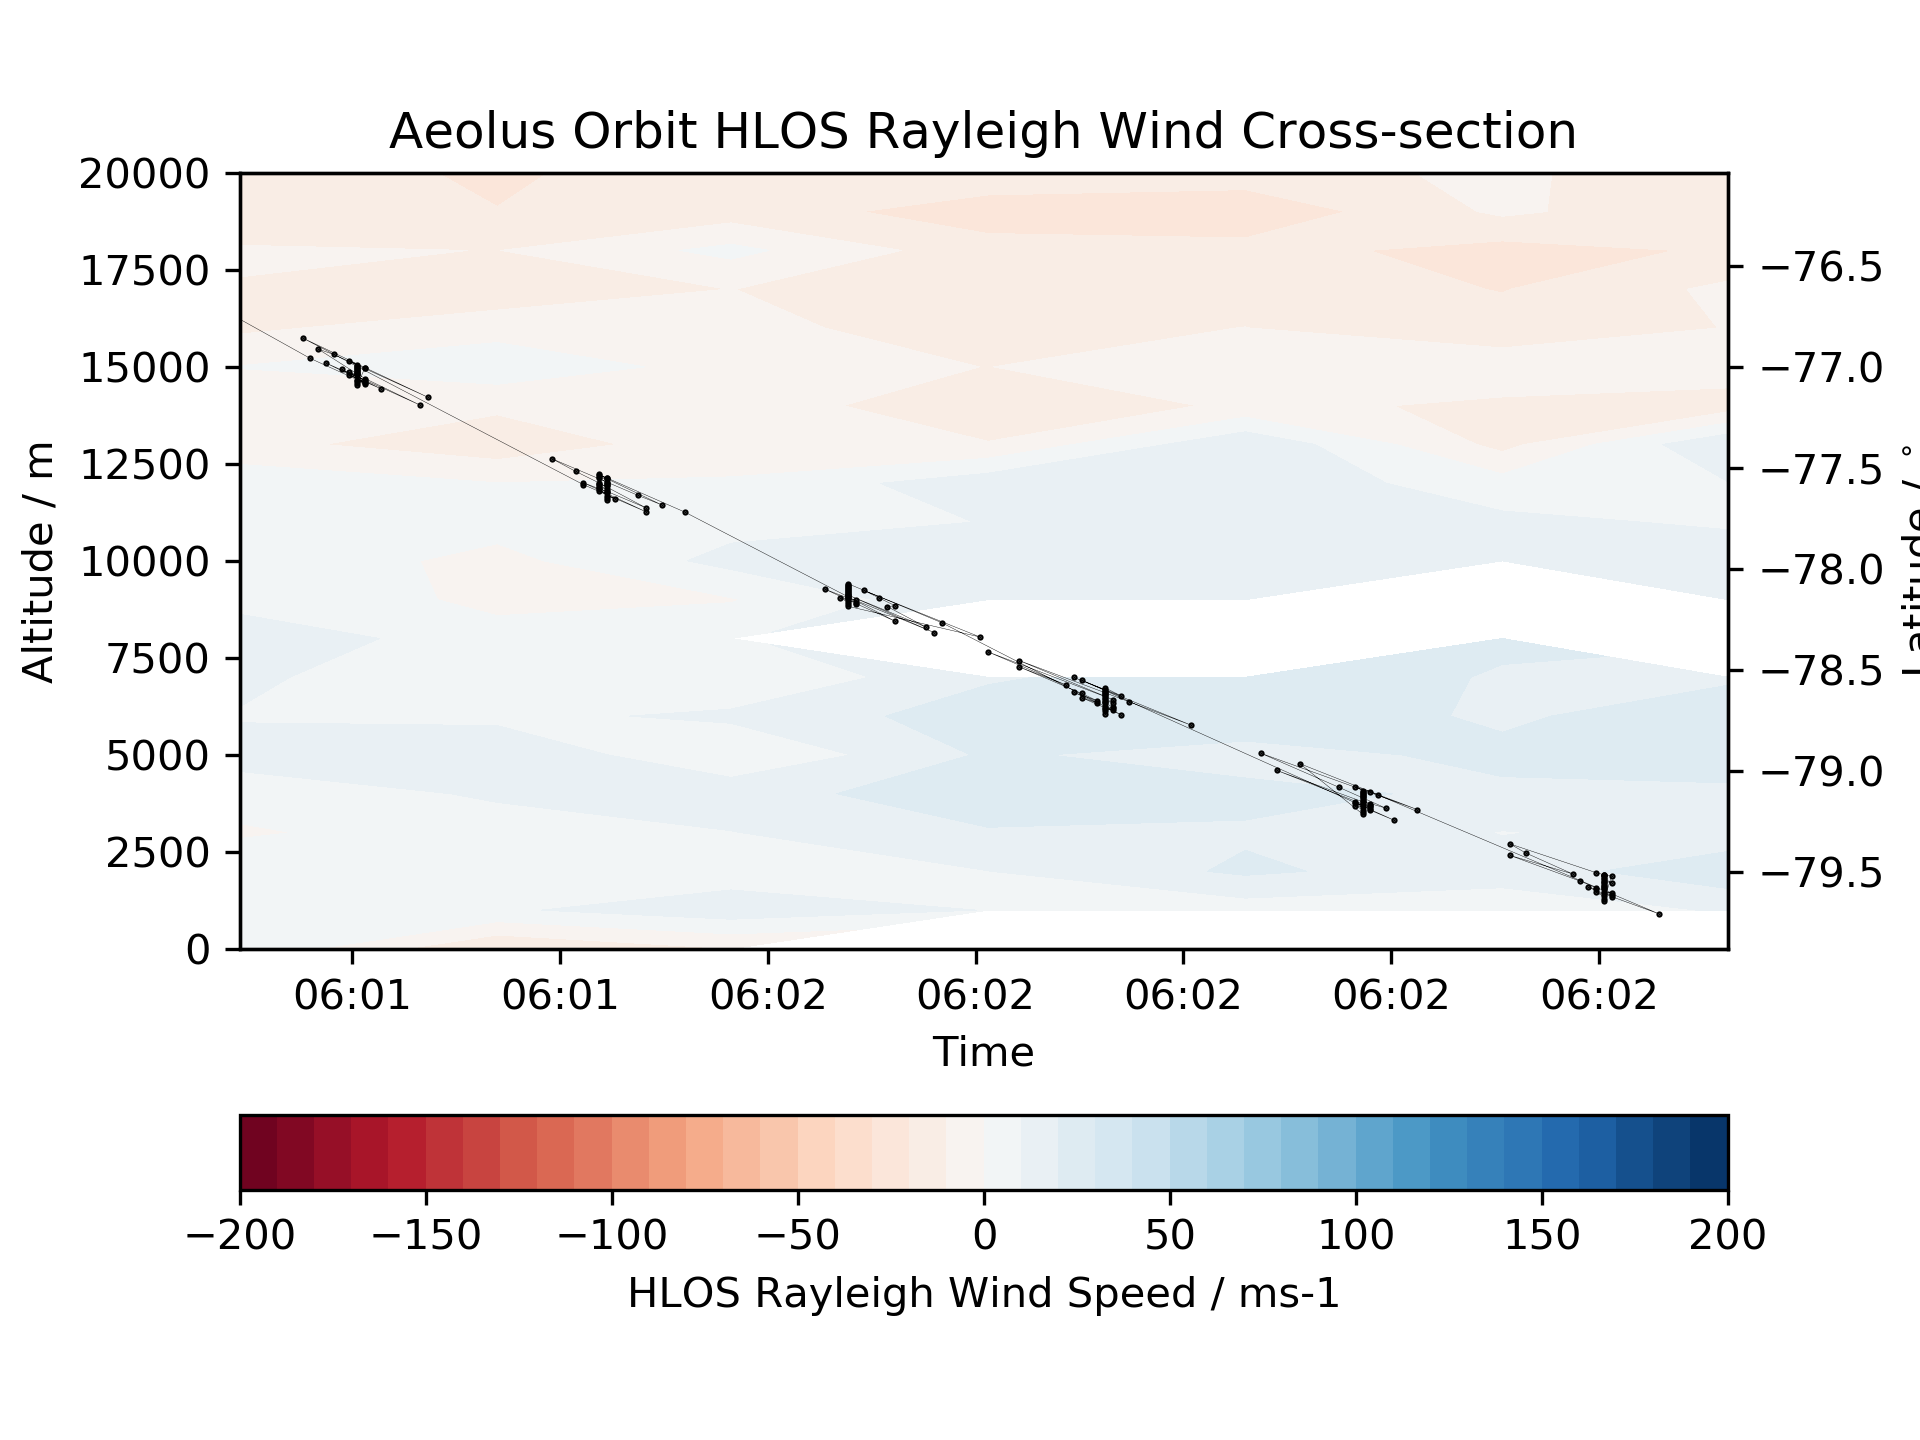 Aeolus Orbit HLOS Rayleigh Wind Cross-section
20000
17500
15000
12500
10000
7500
5000
2500
0
Altitude / m
−76.5
−77.0
−77.5
−78.0
−78.5
−79.0
−79.5
Latitude / °
06:01 06:01 06:02 06:02 06:02 06:02 06:02
Time
−200 −150 −100 −50 0 50 100 150 200
HLOS Rayleigh Wind Speed / ms-1